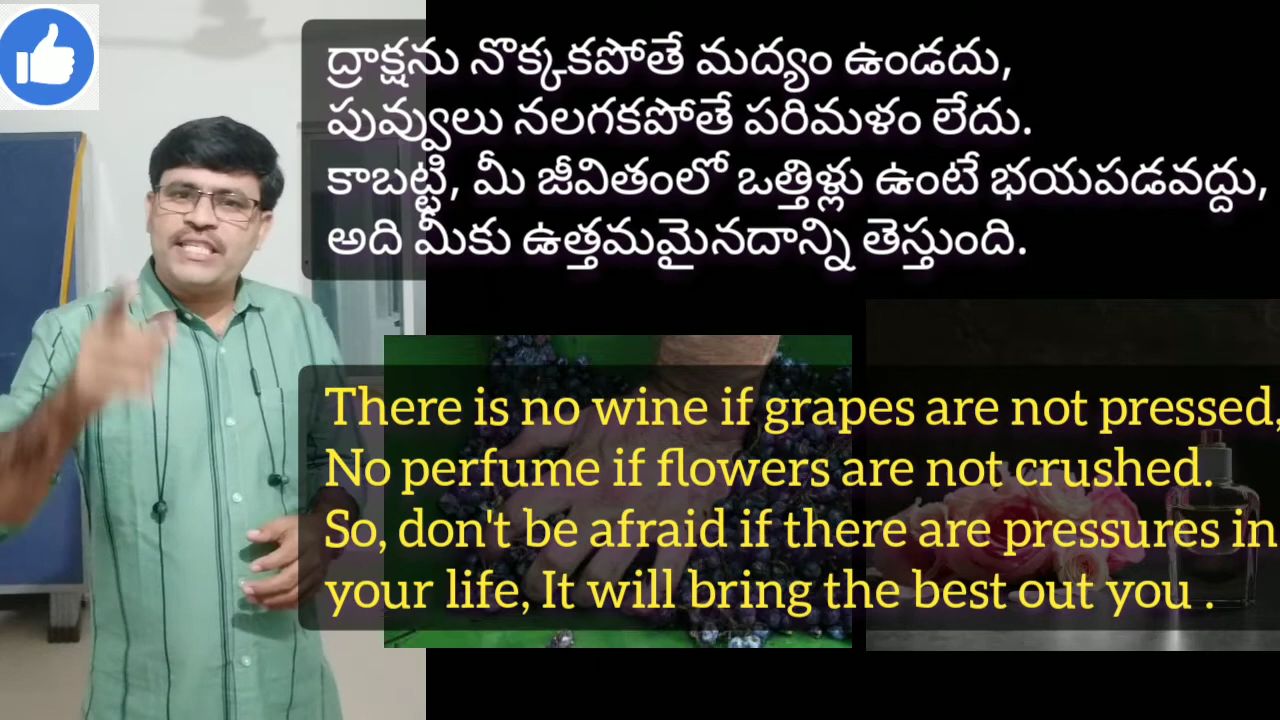 ద్రాక్షను నొక్కకపోతే మద్యం ఉండదు,
పువ్వులు నలగకపోతే పరిమళం లేదు.
కాబట్టి, మీ జీవితంలో ఒత్తిళ్లు ఉంటే భయపడవద్దు,
అది మీకు ఉత్తమమైనదాన్ని తెస్తుంది.
There is no wine if grapes are not pressed,
No perfume if flowers are not crushed.
So, don't be afraid if there are pressures in
your life, It will bring the best out you .